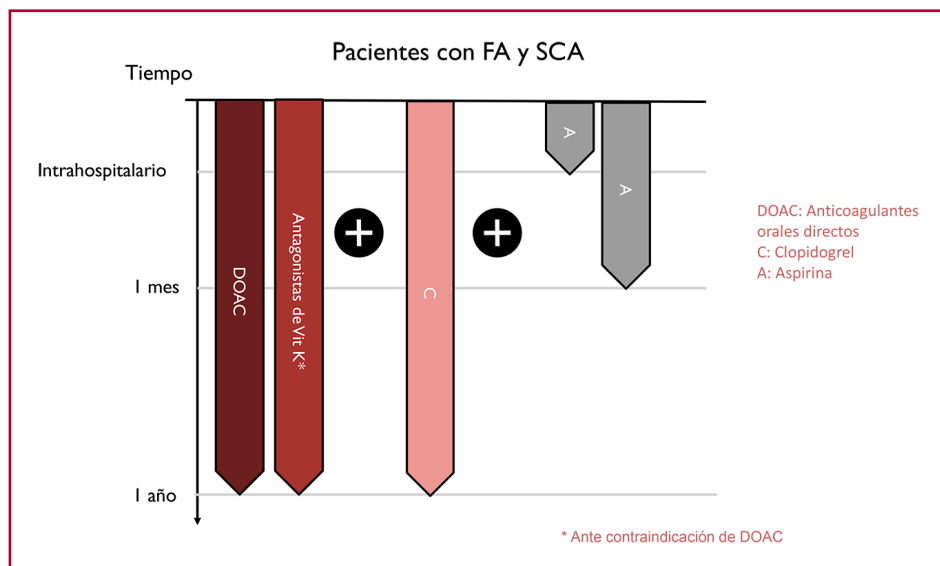 Pacientes con FA y SCA
Tiempo
Intrahospitalario
1 mes
1 año
DOAC
Antagonistas de Vit K*
C
A
A
DOAC: Anticoagulantes
orales directos
C: Clopidogrel
A: Aspirina
* Ante contraindicación de DOAC